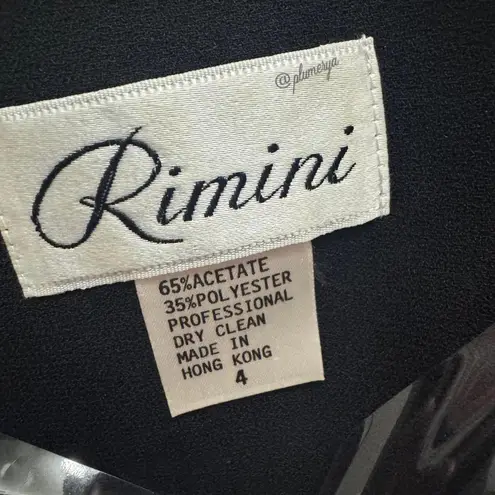 @plumerya
Rimini
65%ACETATE
35%POLYESTER
PROFESSIONAL
DRY CLEAN
MADE IN
HONG KONG
4